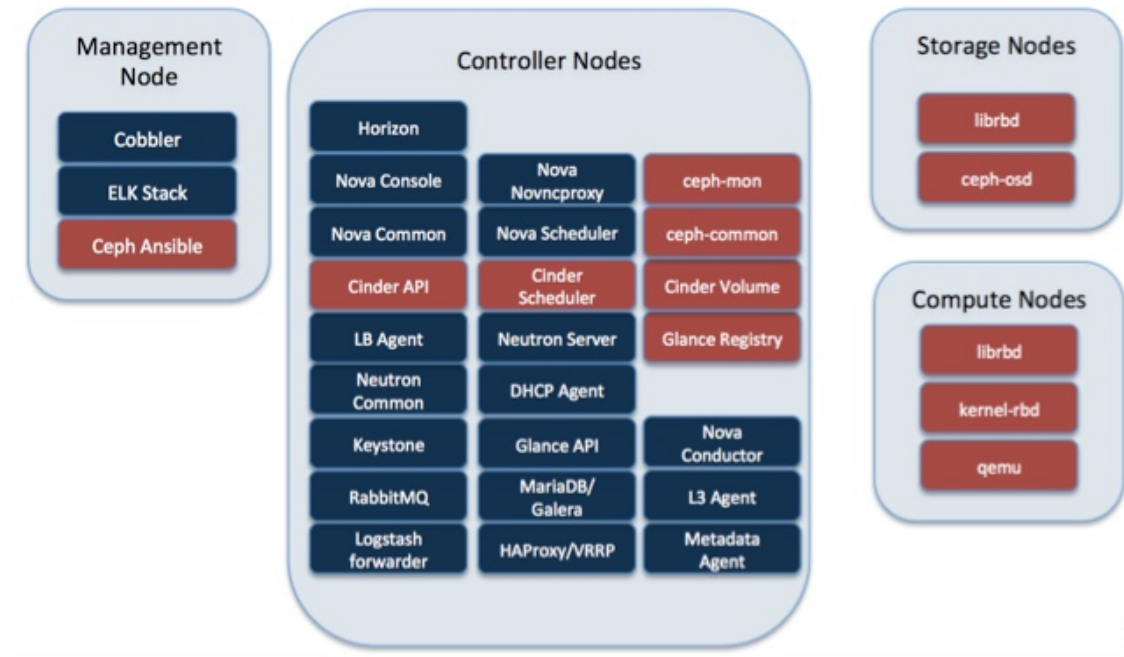 Management
Node
Cobbler
ELK Stack
Ceph Ansible
Controller Nodes
Horizon
Nova Console
Nova
Novncproxy
ceph-mon
Nova Common
Nova Scheduler
ceph-common
Cinder API
Cinder
Scheduler
Cinder Volume
LB Agent
Neutron Server
Glance Registry
Neutron
Common
DHCP Agent
Keystone
Glance API
Nova
Conductor
RabbitMQ
MariaDB/
Galera
L3 Agent
Logstash
forwarder
HAProxy/VRRP
Metadata
Agent
Storage Nodes
librbd
ceph-osd
Compute Nodes
librbd
kernel-rbd
qemu